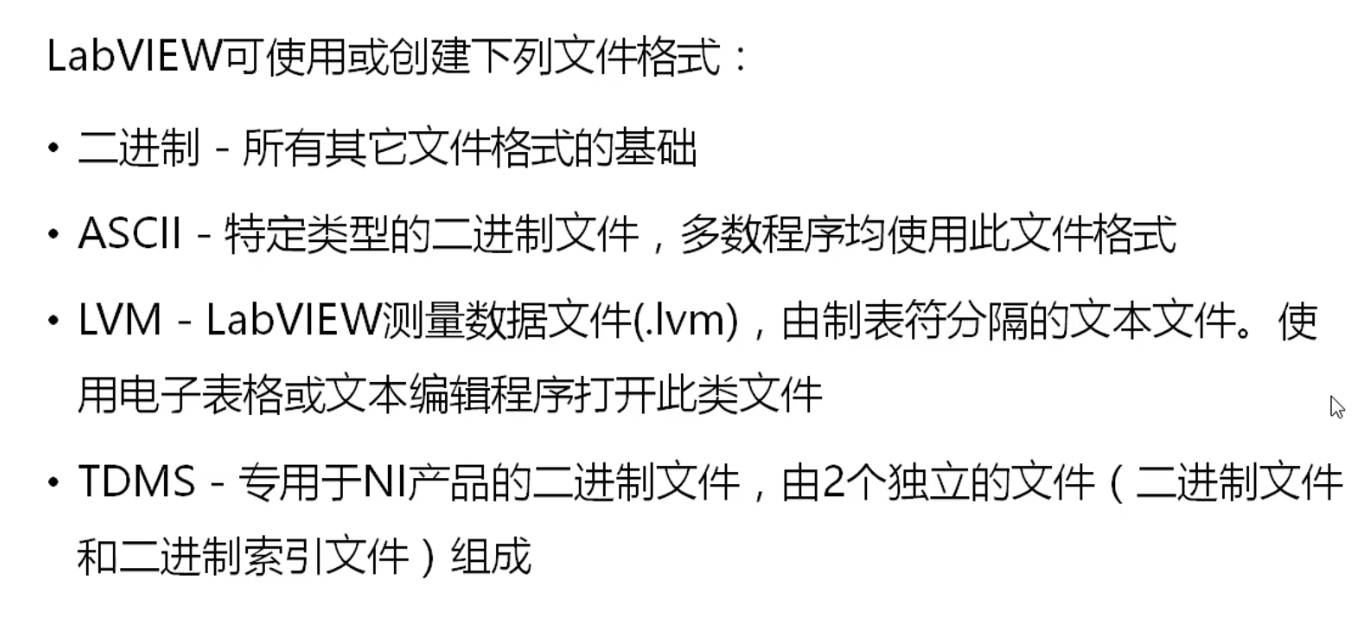 LabVIEW可使用或创建下列文件格式：
• 二进制 - 所有其它文件格式的基础
• ASCII - 特定类型的二进制文件，多数程序均使用此文件格式
• LVM - LabVIEW测量数据文件(.lvm)，由制表符分隔的文本文件。使
用电子表格或文本编辑程序打开此类文件
• TDMS - 专用于NI产品的二进制文件，由2个独立的文件（二进制文件
和二进制索引文件）组成